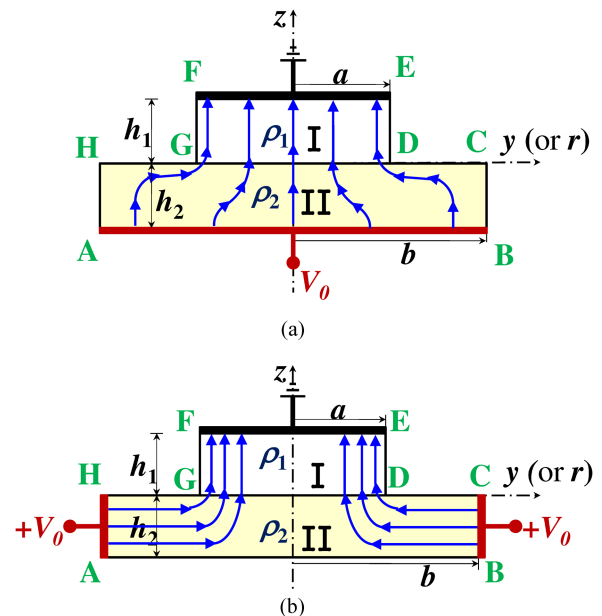 z
F
E
a
h₁
ρ₁
I
H
G
D
C
y (or r)
h₂
ρ₂
II
A
b
B
V₀
(a)
z
F
a
E
h₁
ρ₁
H
G
I
D
C
y (or r)
+V₀
h₂
ρ₂
II
+V₀
A
b
B
(b)